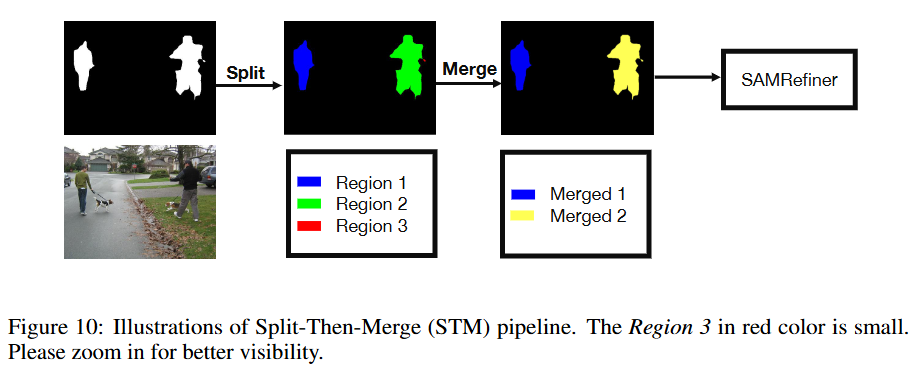 Split
Merge
SAMRefiner
Region 1
Region 2
Region 3
Merged 1
Merged 2
Figure 10: Illustrations of Split-Then-Merge (STM) pipeline. The Region 3 in red color is small.
Please zoom in for better visibility.